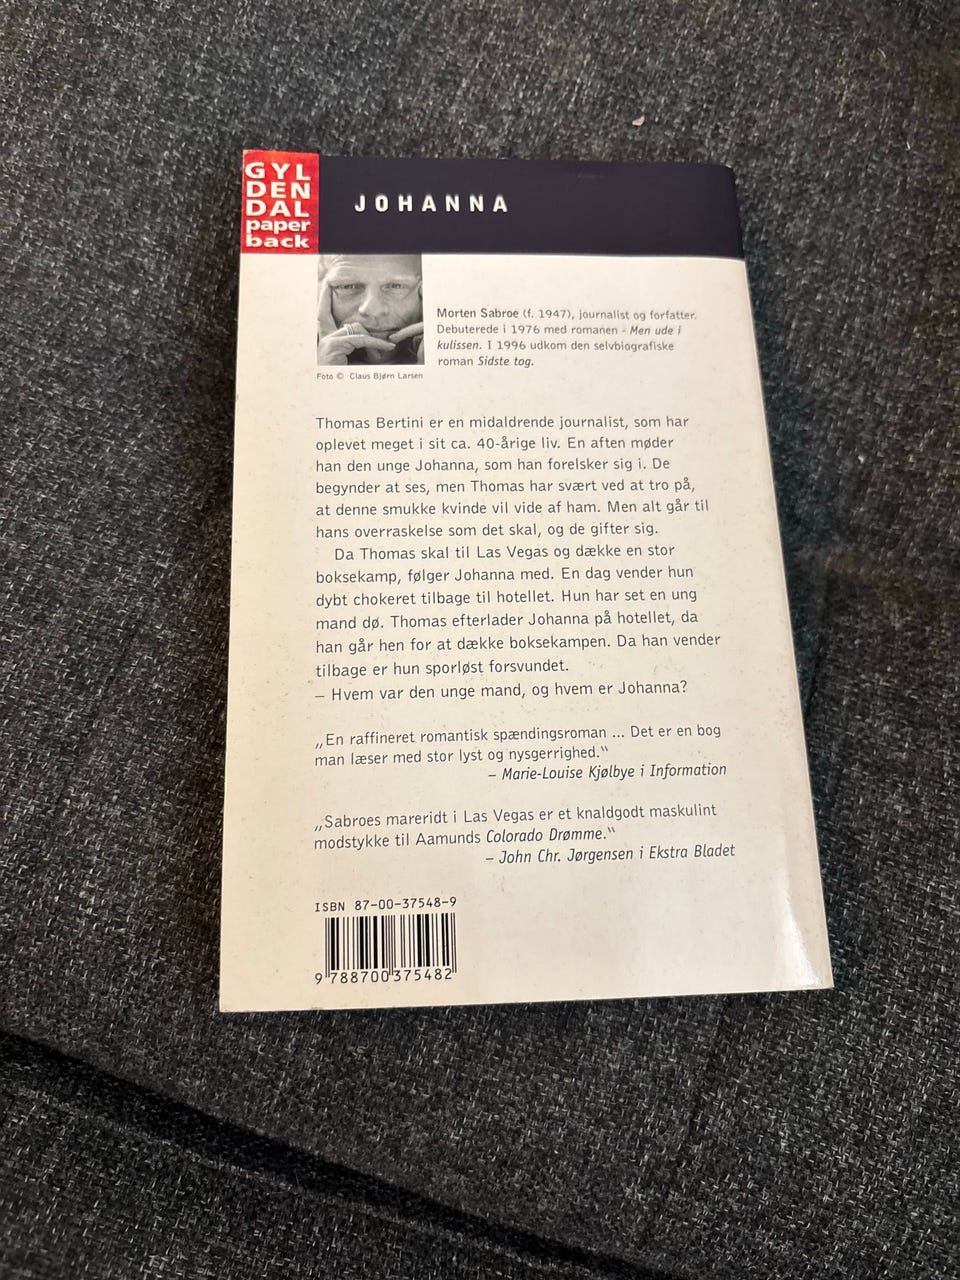 GYL
DEN
DAL
paper
back
JOHANNA
Morten Sabroe (f. 1947), journalist og forfatter.
Debuterede i 1976 med romanen - Men ude i
kulissen. I 1996 udkom den selvbiografiske
roman Sidste tog.
Foto © Claus Bjørn Larsen
Thomas Bertini er en midaldrende journalist, som har
oplevet meget i sit ca. 40-årige liv. En aften møder
han den unge Johanna, som han forelsker sig i. De
begynder at ses, men Thomas har svært ved at tro på,
at denne smukke kvinde vil vide af ham. Men alt går til
hans overraskelse som det skal, og de gifter sig.
Da Thomas skal til Las Vegas og dække en stor
boksekamp, følger Johanna med. En dag vender hun
dybt chokeret tilbage til hotellet. Hun har set en ung
mand dø. Thomas efterlader Johanna på hotellet, da
han går hen for at dække boksekampen. Da han vender
tilbage er hun sporløst forsvundet.
– Hvem var den unge mand, og hvem er Johanna?
„En raffineret romantisk spændingsroman ... Det er en bog
man læser med stor lyst og nysgerrighed.“
– Marie-Louise Kjølbye i Information
„Sabroes mareridt i Las Vegas er et knaldgodt maskulint
modstykke til Aamunds Colorado Drømme.“
– John Chr. Jørgensen i Ekstra Bladet
ISBN 87-00-37548-9
9 788700 375482